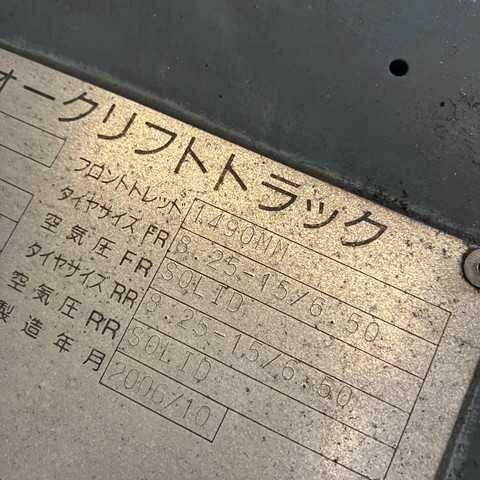 ォークリフトトラック
フロントトレッド 1.490MM
タイヤサイズ FR 8.25-15/6.50
空気圧 FR SOLID
タイヤサイズ RR 8.25-15/6.50
空気圧 RR SOLID
製造年月 2006/10